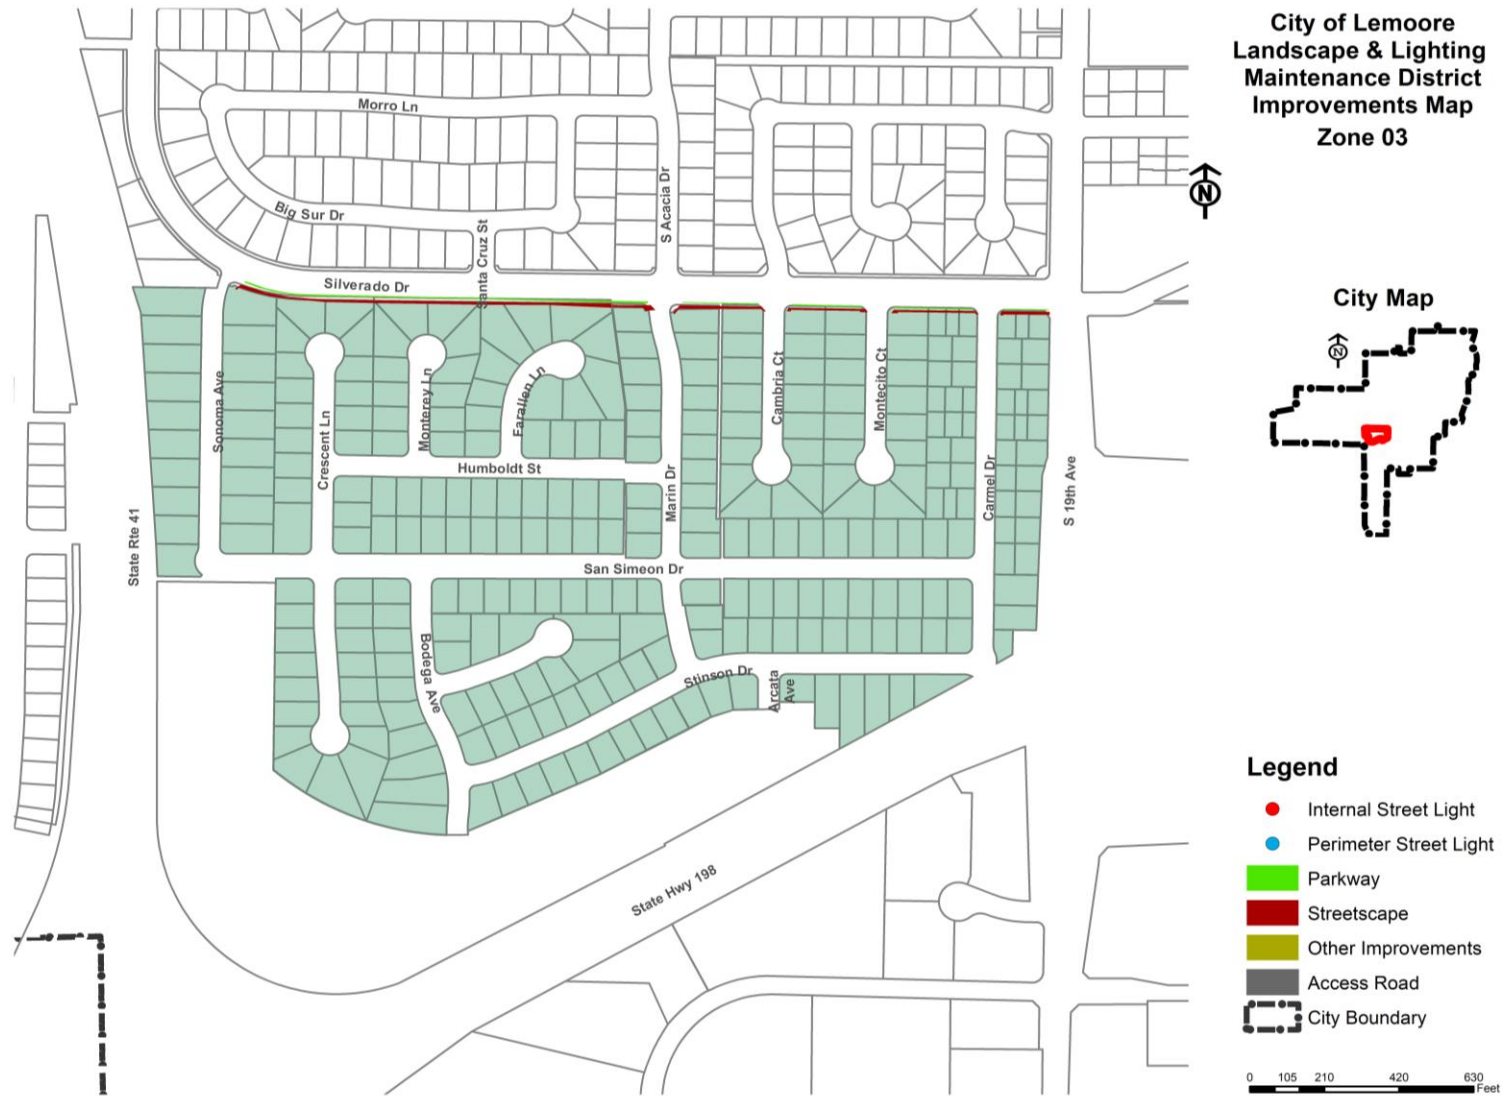 City of Lemoore
Landscape & Lighting
Maintenance District
Improvements Map
Zone 03
N
Morro Ln
Big Sur Dr
Santa Cruz St
S Acacia Dr
Silverado Dr
Sonoma Ave
Crescent Ln
Monterey Ln
Farallen Ln
Humboldt St
Marin Dr
Cambria Ct
Montecito Ct
Carmel Dr
S 19th Ave
State Rte 41
San Simeon Dr
Bodega Ave
Stinson Dr
Arcata
Ave
State Hwy 198
City Map
N
Legend
Internal Street Light
Perimeter Street Light
Parkway
Streetscape
Other Improvements
Access Road
City Boundary
0 105 210 420 630
Feet